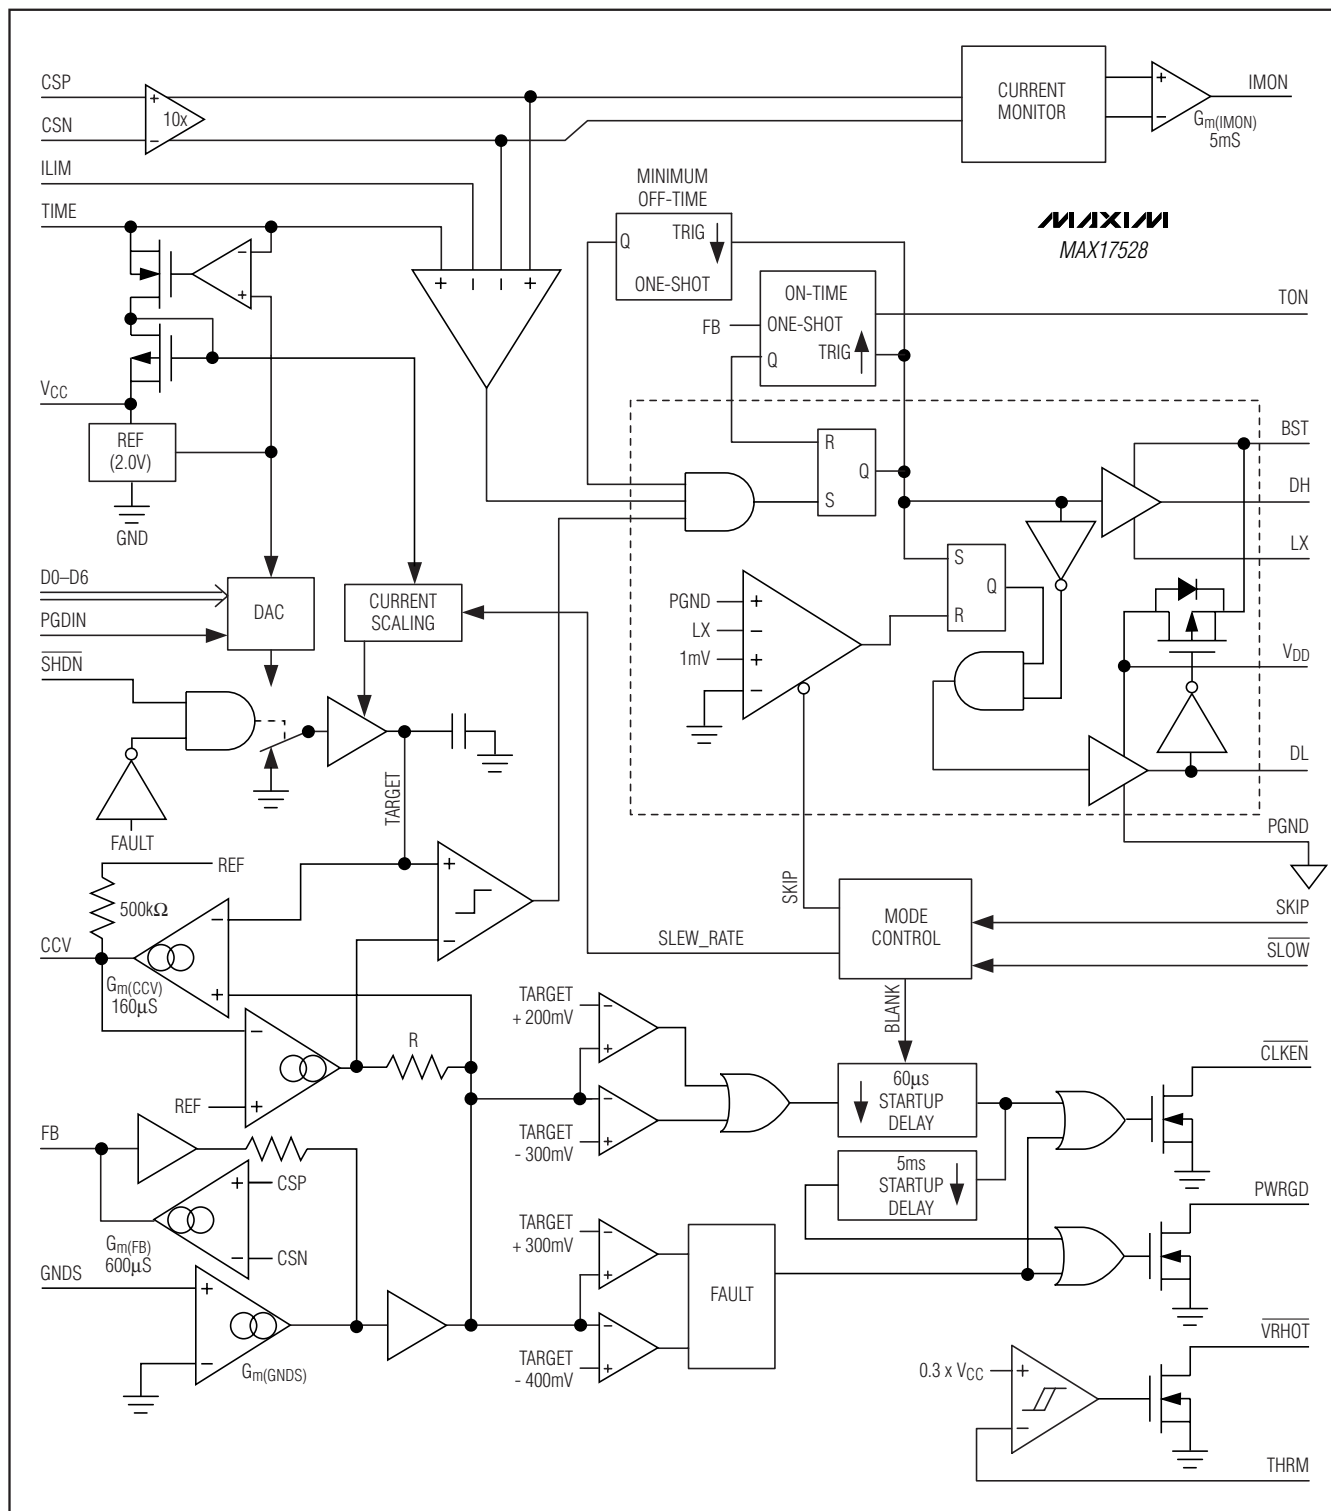 CSP
CSN
ILIM
TIME
+
10x
−
CURRENT
MONITOR
+
−
Gm(IMON)
5mS
IMON
MINIMUM
OFF-TIME
Q
TRIG
ONE-SHOT
MAXIM
MAX17528
ON-TIME
ONE-SHOT
TRIG
Q
FB
TON
−
+
+ − − +
VCC
REF
(2.0V)
GND
R
Q
S
BST
DH
LX
D0–D6
PGDIN
SHDN
DAC
CURRENT
SCALING
PGND
LX
1mV
+
−
+
−
S
Q
R
VDD
DL
PGND
FAULT
TARGET
REF
500kΩ
CCV
−
+
Gm(CCV)
160µS
+
−
SKIP
SLEW_RATE
MODE
CONTROL
SKIP
SLOW
BLANK
−
+
REF
R
TARGET
+ 200mV
−
+
−
+
TARGET
- 300mV
60µs
STARTUP
DELAY
5ms
STARTUP
DELAY
CLKEN
FB
+
−
CSP
CSN
Gm(FB)
600µS
GNDS
+
−
Gm(GNDS)
TARGET
+ 300mV
−
+
−
+
TARGET
- 400mV
FAULT
PWRGD
VRHOT
0.3 x VCC
+
−
THRM